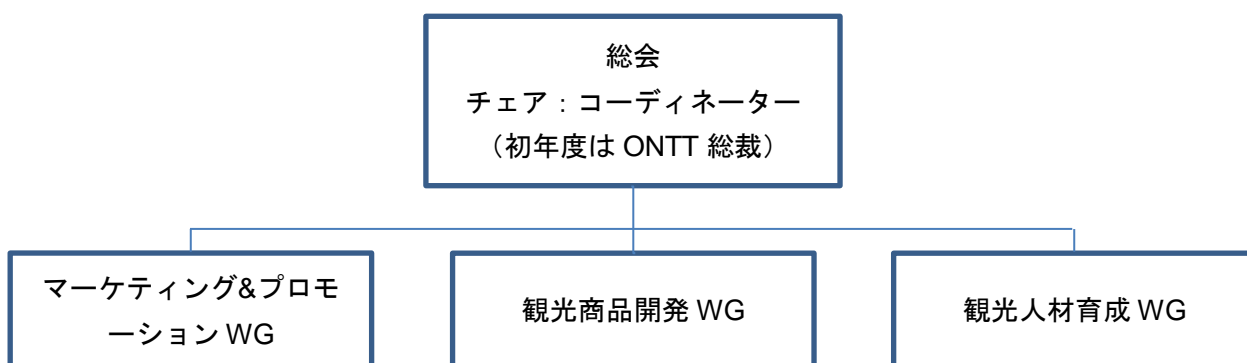 総会
チェア：コーディネーター
（初年度は ONTT 総裁）
マーケティング&プロモ
ーション WG
観光商品開発 WG
観光人材育成 WG